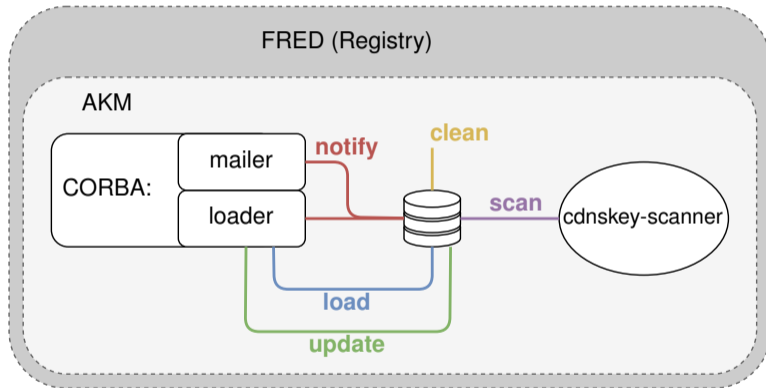 FRED (Registry)
AKM
CORBA:
mailer
loader
notify
clean
scan
cdnskey-scanner
load
update